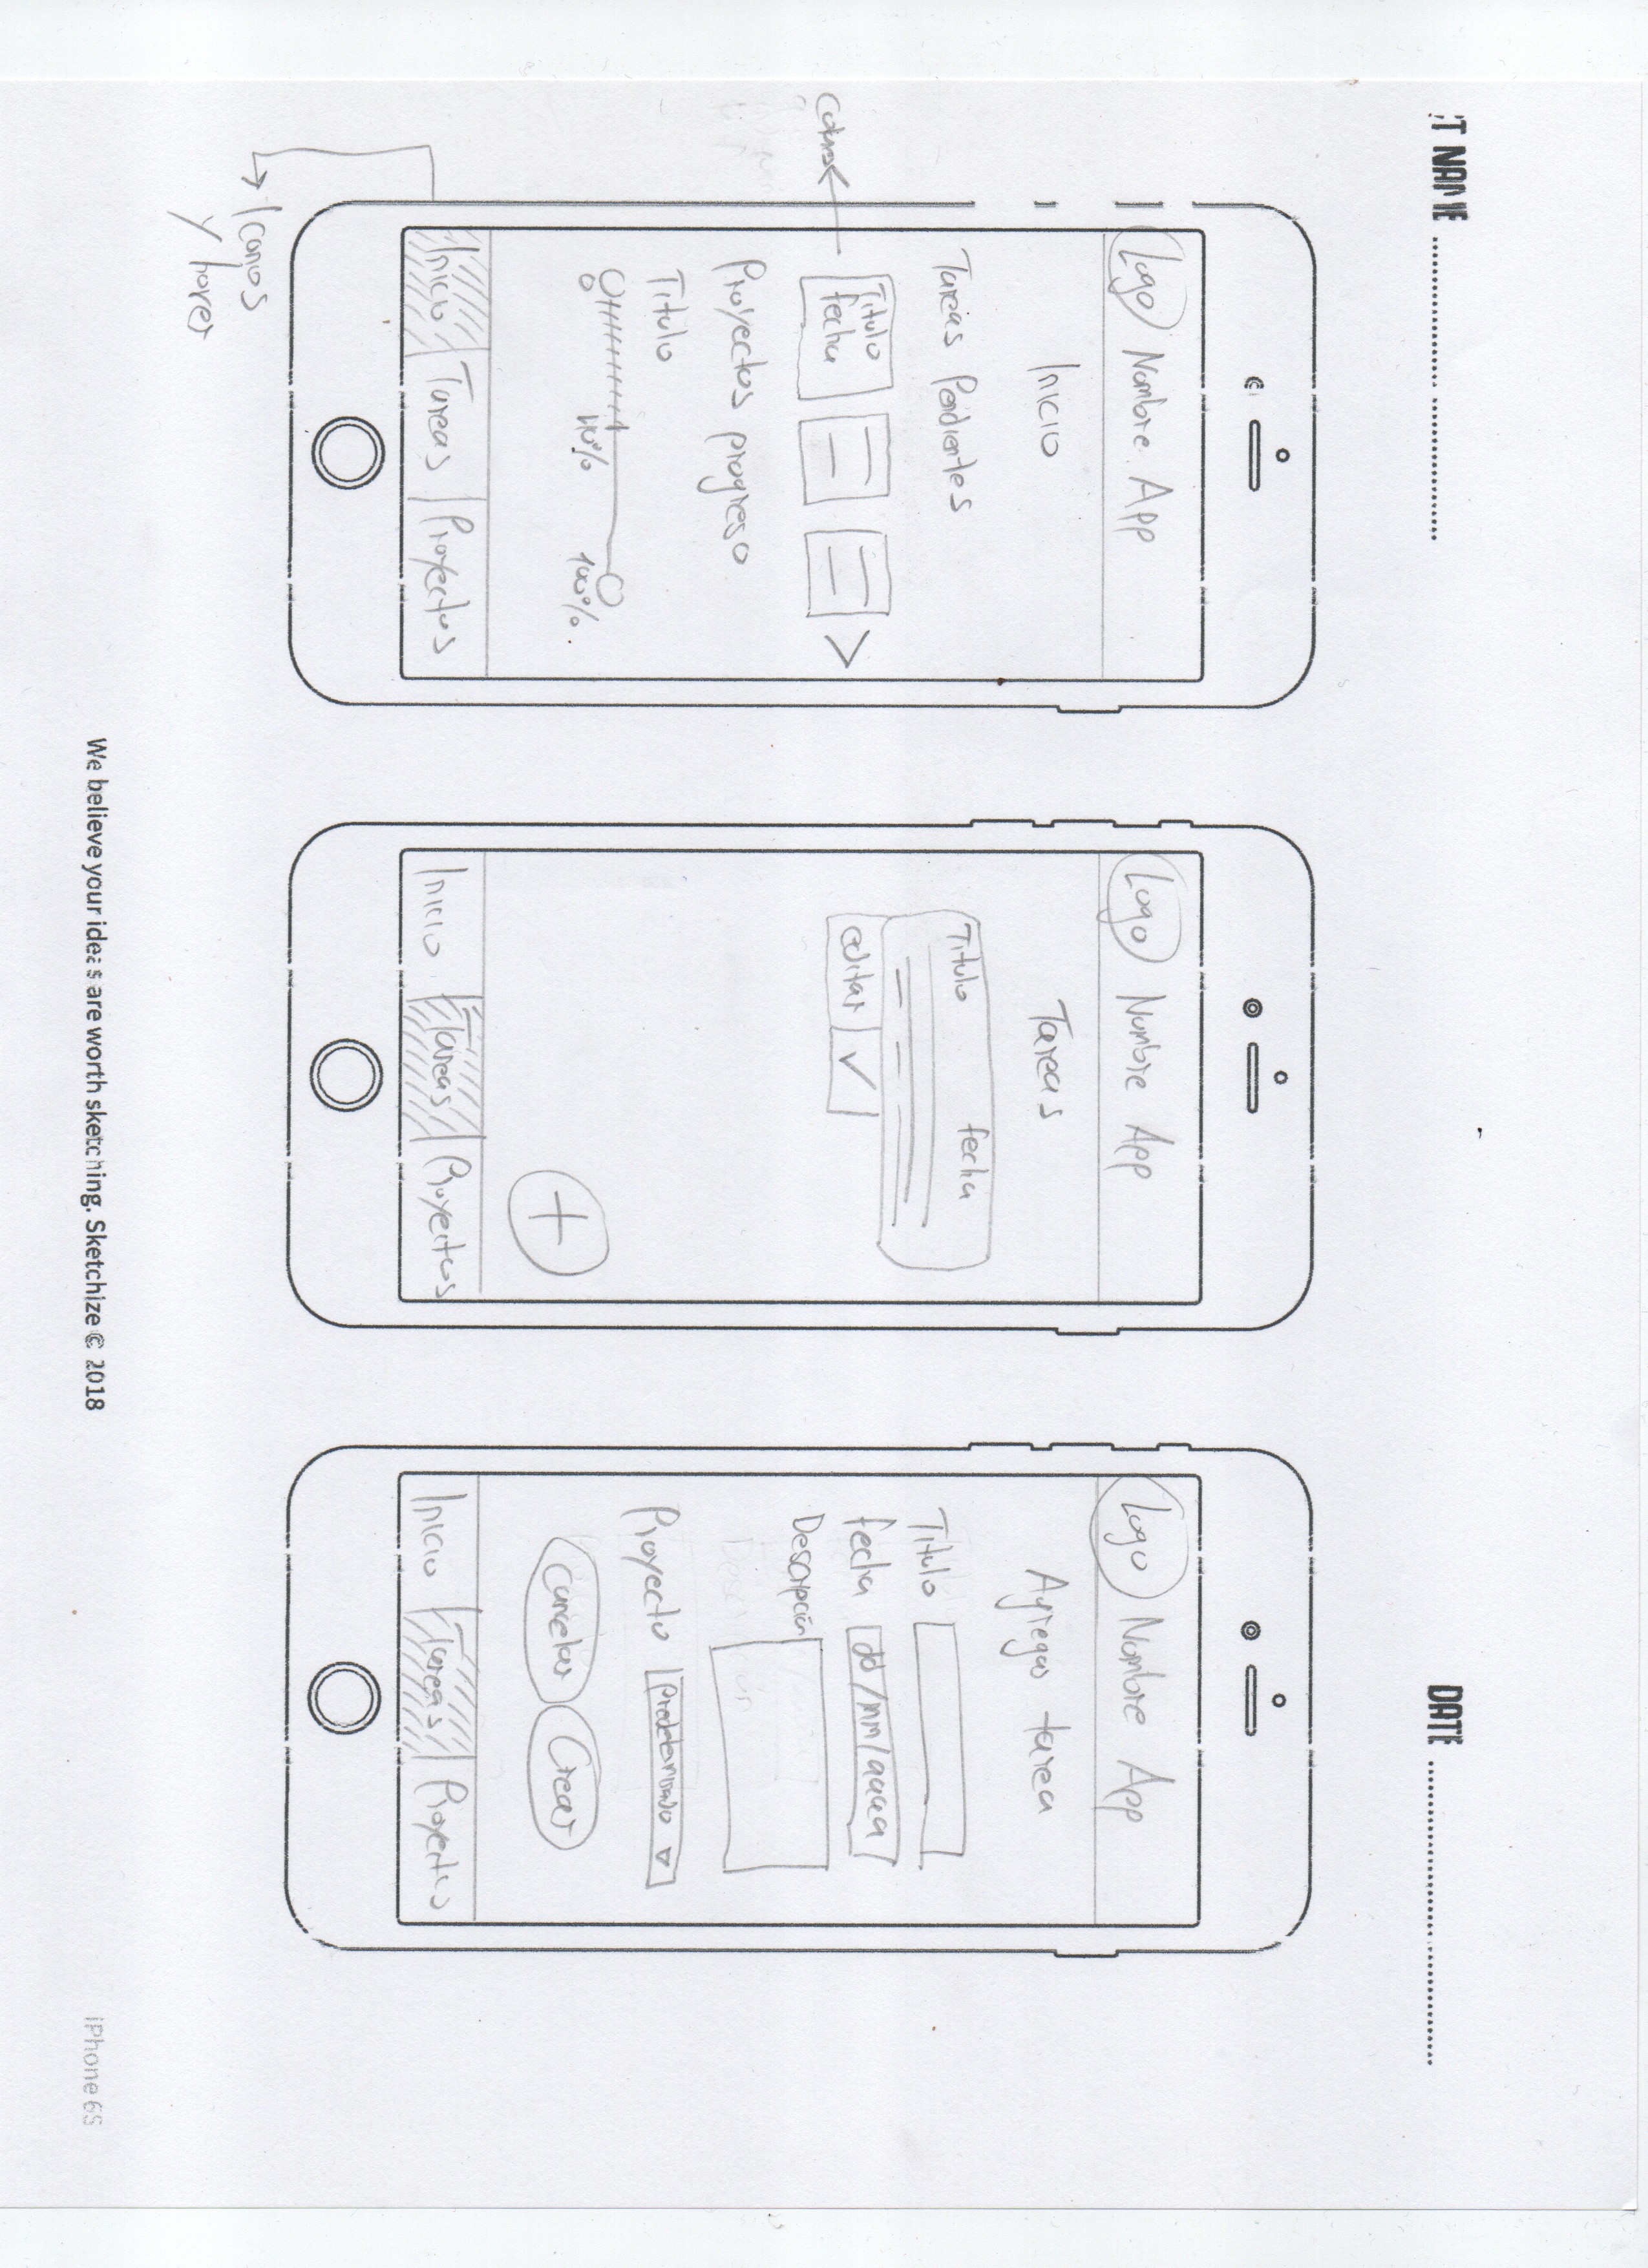 T NAME
DATE
Logo Nombre App
Inicio
Tareas Pendientes
Titulo
fecha
>
Colores
Proyectos progreso
Titulo
0 40% 100%
Inicio Tareas Proyectos
Iconos
y hover
Logo Nombre App
Tareas
Titulo fecha
editar ✓
+
Inicio Tareas Proyectos
Logo Nombre App
Agregar tarea
Titulo
fecha dd/mm/aaaa
Descripción
Descripción
Proyecto Predeterminado
Cancelar Crear
Inicio Tareas Proyectos
We believe your ideas are worth sketching. Sketchize © 2018
iPhone 6S